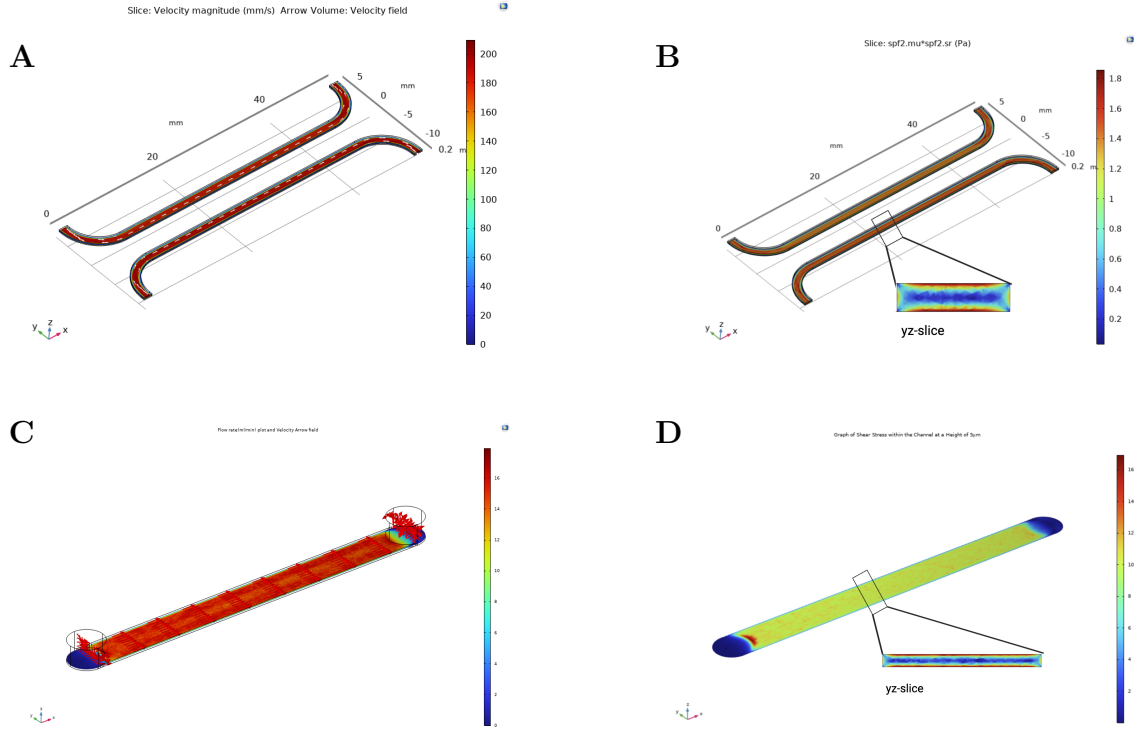 Slice: Velocity magnitude (mm/s)  Arrow Volume: Velocity field
A
5
0
mm
-5
-10
0.2 m
40
mm
20
0
y z x
200
180
160
140
120
100
80
60
40
20
0
Slice: spf2.mu*spf2.sr (Pa)
B
5
0
mm
-5
-10
0.2 m
40
mm
20
0
yz-slice
y z x
1.8
1.6
1.4
1.2
1
0.8
0.6
0.4
0.2
C
Flow rate(ml/min) plot and Velocity Arrow field
16
14
12
10
8
6
4
2
0
y z x
D
Graph of Shear Stress within the Channel at a Height of 5μm
16
14
12
10
8
6
4
2
yz-slice
y z x